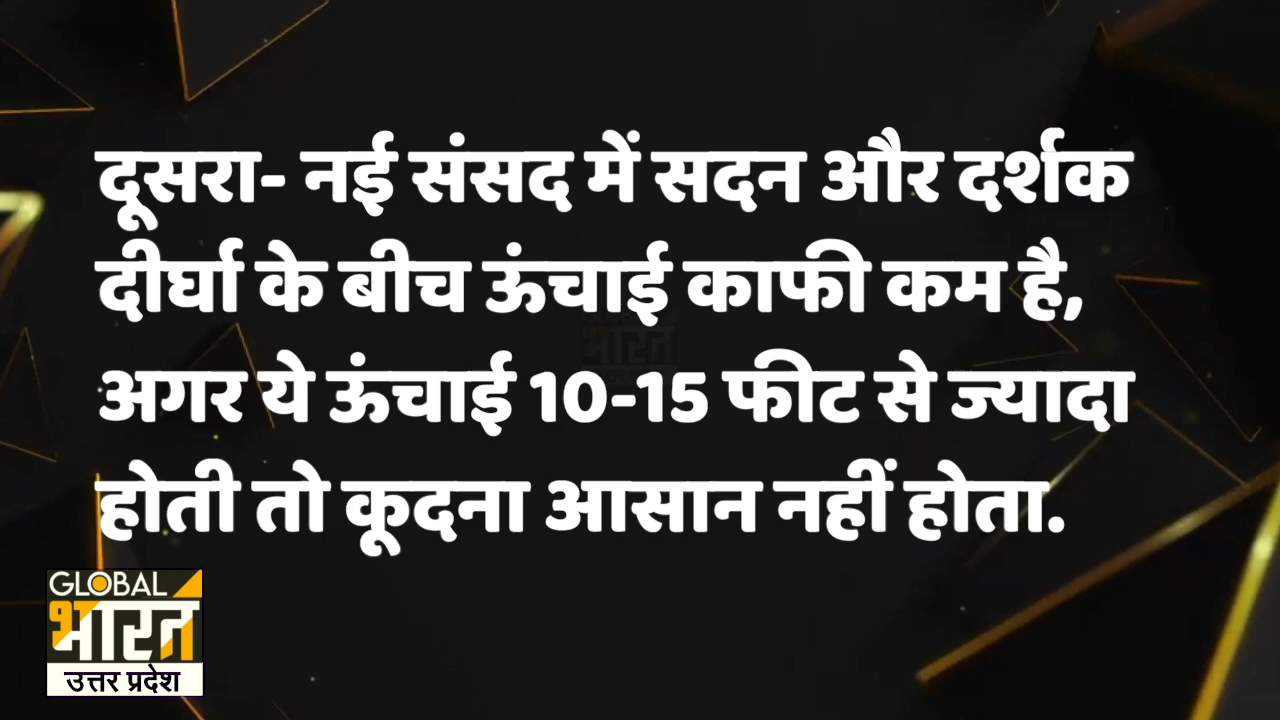 दूसरा- नई संसद में सदन और दर्शक
दीर्घा के बीच ऊंचाई काफी कम है,
अगर ये ऊंचाई 10-15 फीट से ज्यादा
होती तो कूदना आसान नहीं होता.
भारत
GLOBAL
भारत
उत्तर प्रदेश